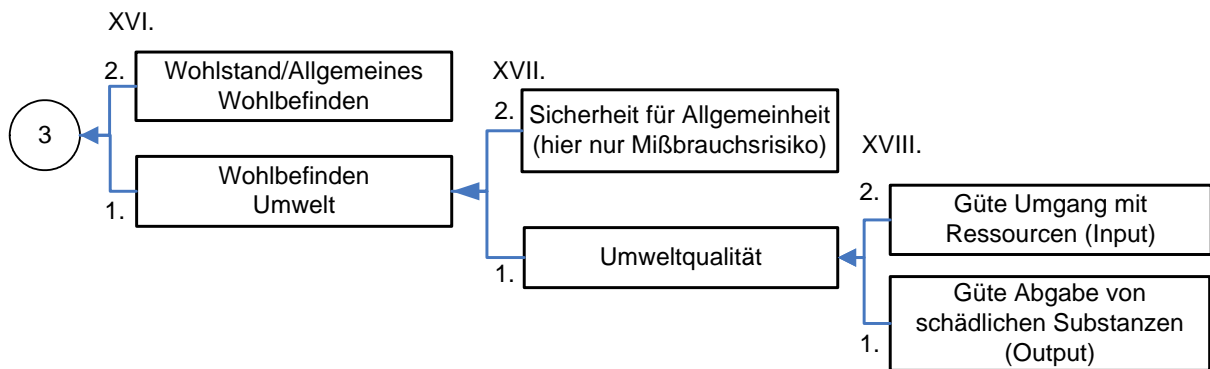 XVI.
2.
Wohlstand/Allgemeines
Wohlbefinden
3
Wohlbefinden
Umwelt
1.
XVII.
2.
Sicherheit für Allgemeinheit
(hier nur Mißbrauchsrisiko)
Umweltqualität
1.
XVIII.
2.
Güte Umgang mit
Ressourcen (Input)
Güte Abgabe von
schädlichen Substanzen
(Output)
1.